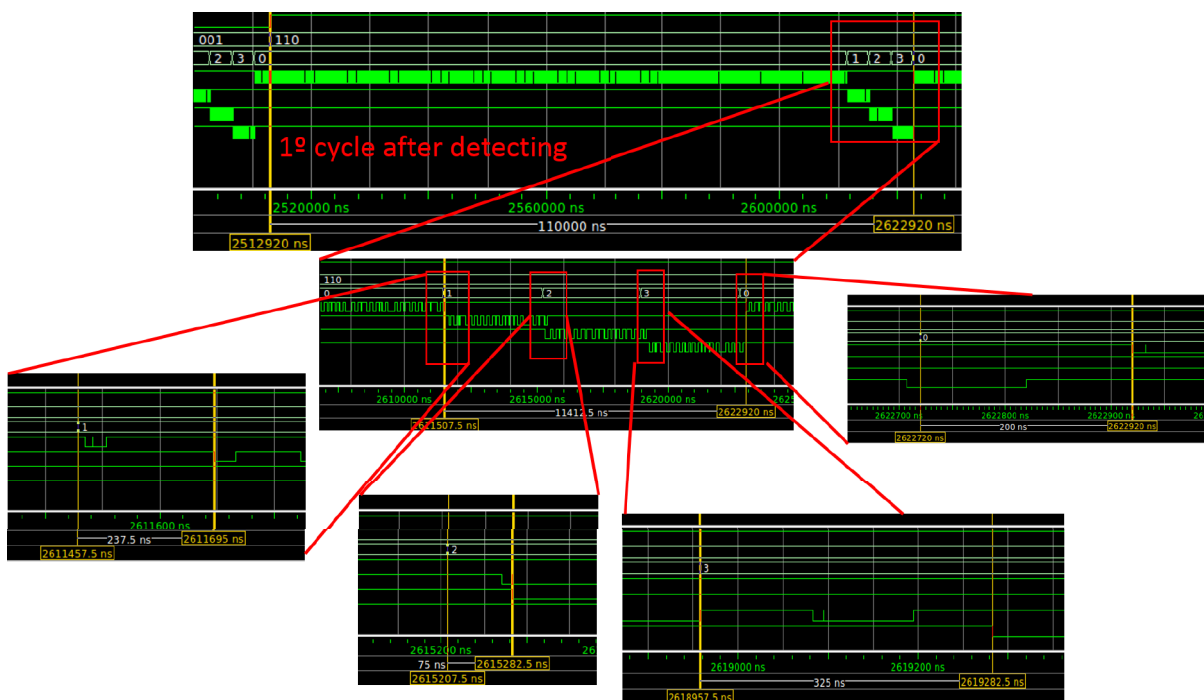 001 110
2 3 0 1 2 3 0
1º cycle after detecting
2520000 ns 2560000 ns 2600000 ns
110000 ns
2512920 ns 2622920 ns
110
0 1 2 3 0
2610000 ns 2615000 ns 2620000 ns 2625
11412.5 ns
2611507.5 ns 2622920 ns
0
2622700 ns 2622800 ns 2622900 ns
200 ns
2622720 ns 2622920 ns
1
2611600 ns
237.5 ns 2611695 ns
2611457.5 ns
2
2615200 ns 26
75 ns 2615282.5 ns
2615207.5 ns
3
2619000 ns 2619200 ns
325 ns 2619282.5 ns
2618957.5 ns